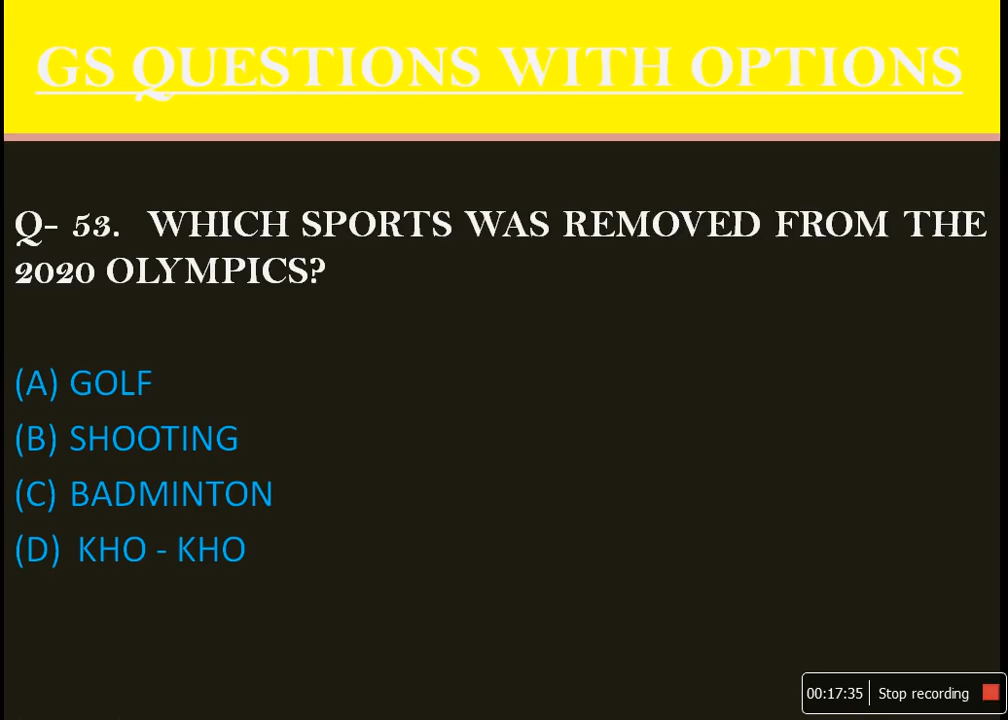 GS QUESTIONS WITH OPTIONS
Q- 53. WHICH SPORTS WAS REMOVED FROM THE
2020 OLYMPICS?
(A) GOLF
(B) SHOOTING
(C) BADMINTON
(D) KHO - KHO
00:17:35 Stop recording